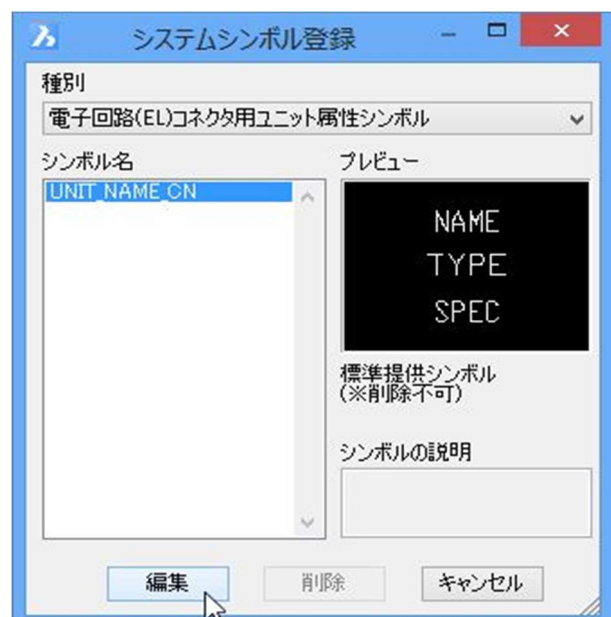 システムシンボル登録
種別
電子回路(EL)コネクタ用ユニット属性シンボル
シンボル名
プレビュー
UNIT_NAME_CN
NAME
TYPE
SPEC
標準提供シンボル
(※削除不可)
シンボルの説明
編集
削除
キャンセル